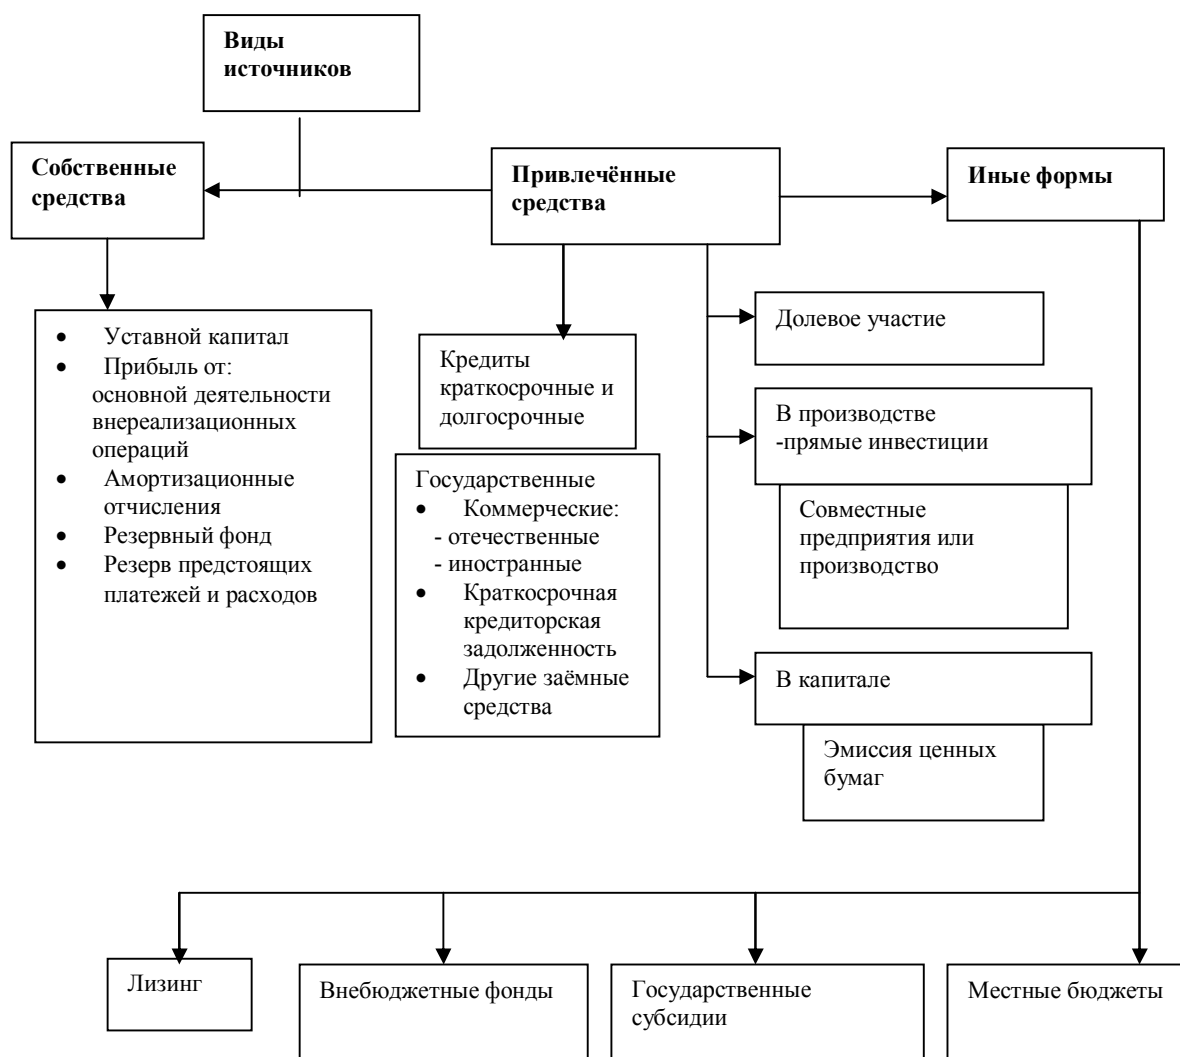 Виды
источников
Собственные
средства
Привлечённые
средства
Иные формы
• Уставной капитал
• Прибыль от:
основной деятельности
внереализационных
операций
• Амортизационные
отчисления
• Резервный фонд
• Резерв предстоящих
платежей и расходов
Кредиты
краткосрочные и
долгосрочные
Государственные
• Коммерческие:
- отечественные
- иностранные
• Краткосрочная
кредиторская
задолженность
• Другие заёмные
средства
Долевое участие
В производстве
-прямые инвестиции
Совместные
предприятия или
производство
В капитале
Эмиссия ценных
бумаг
Лизинг
Внебюджетные фонды
Государственные
субсидии
Местные бюджеты